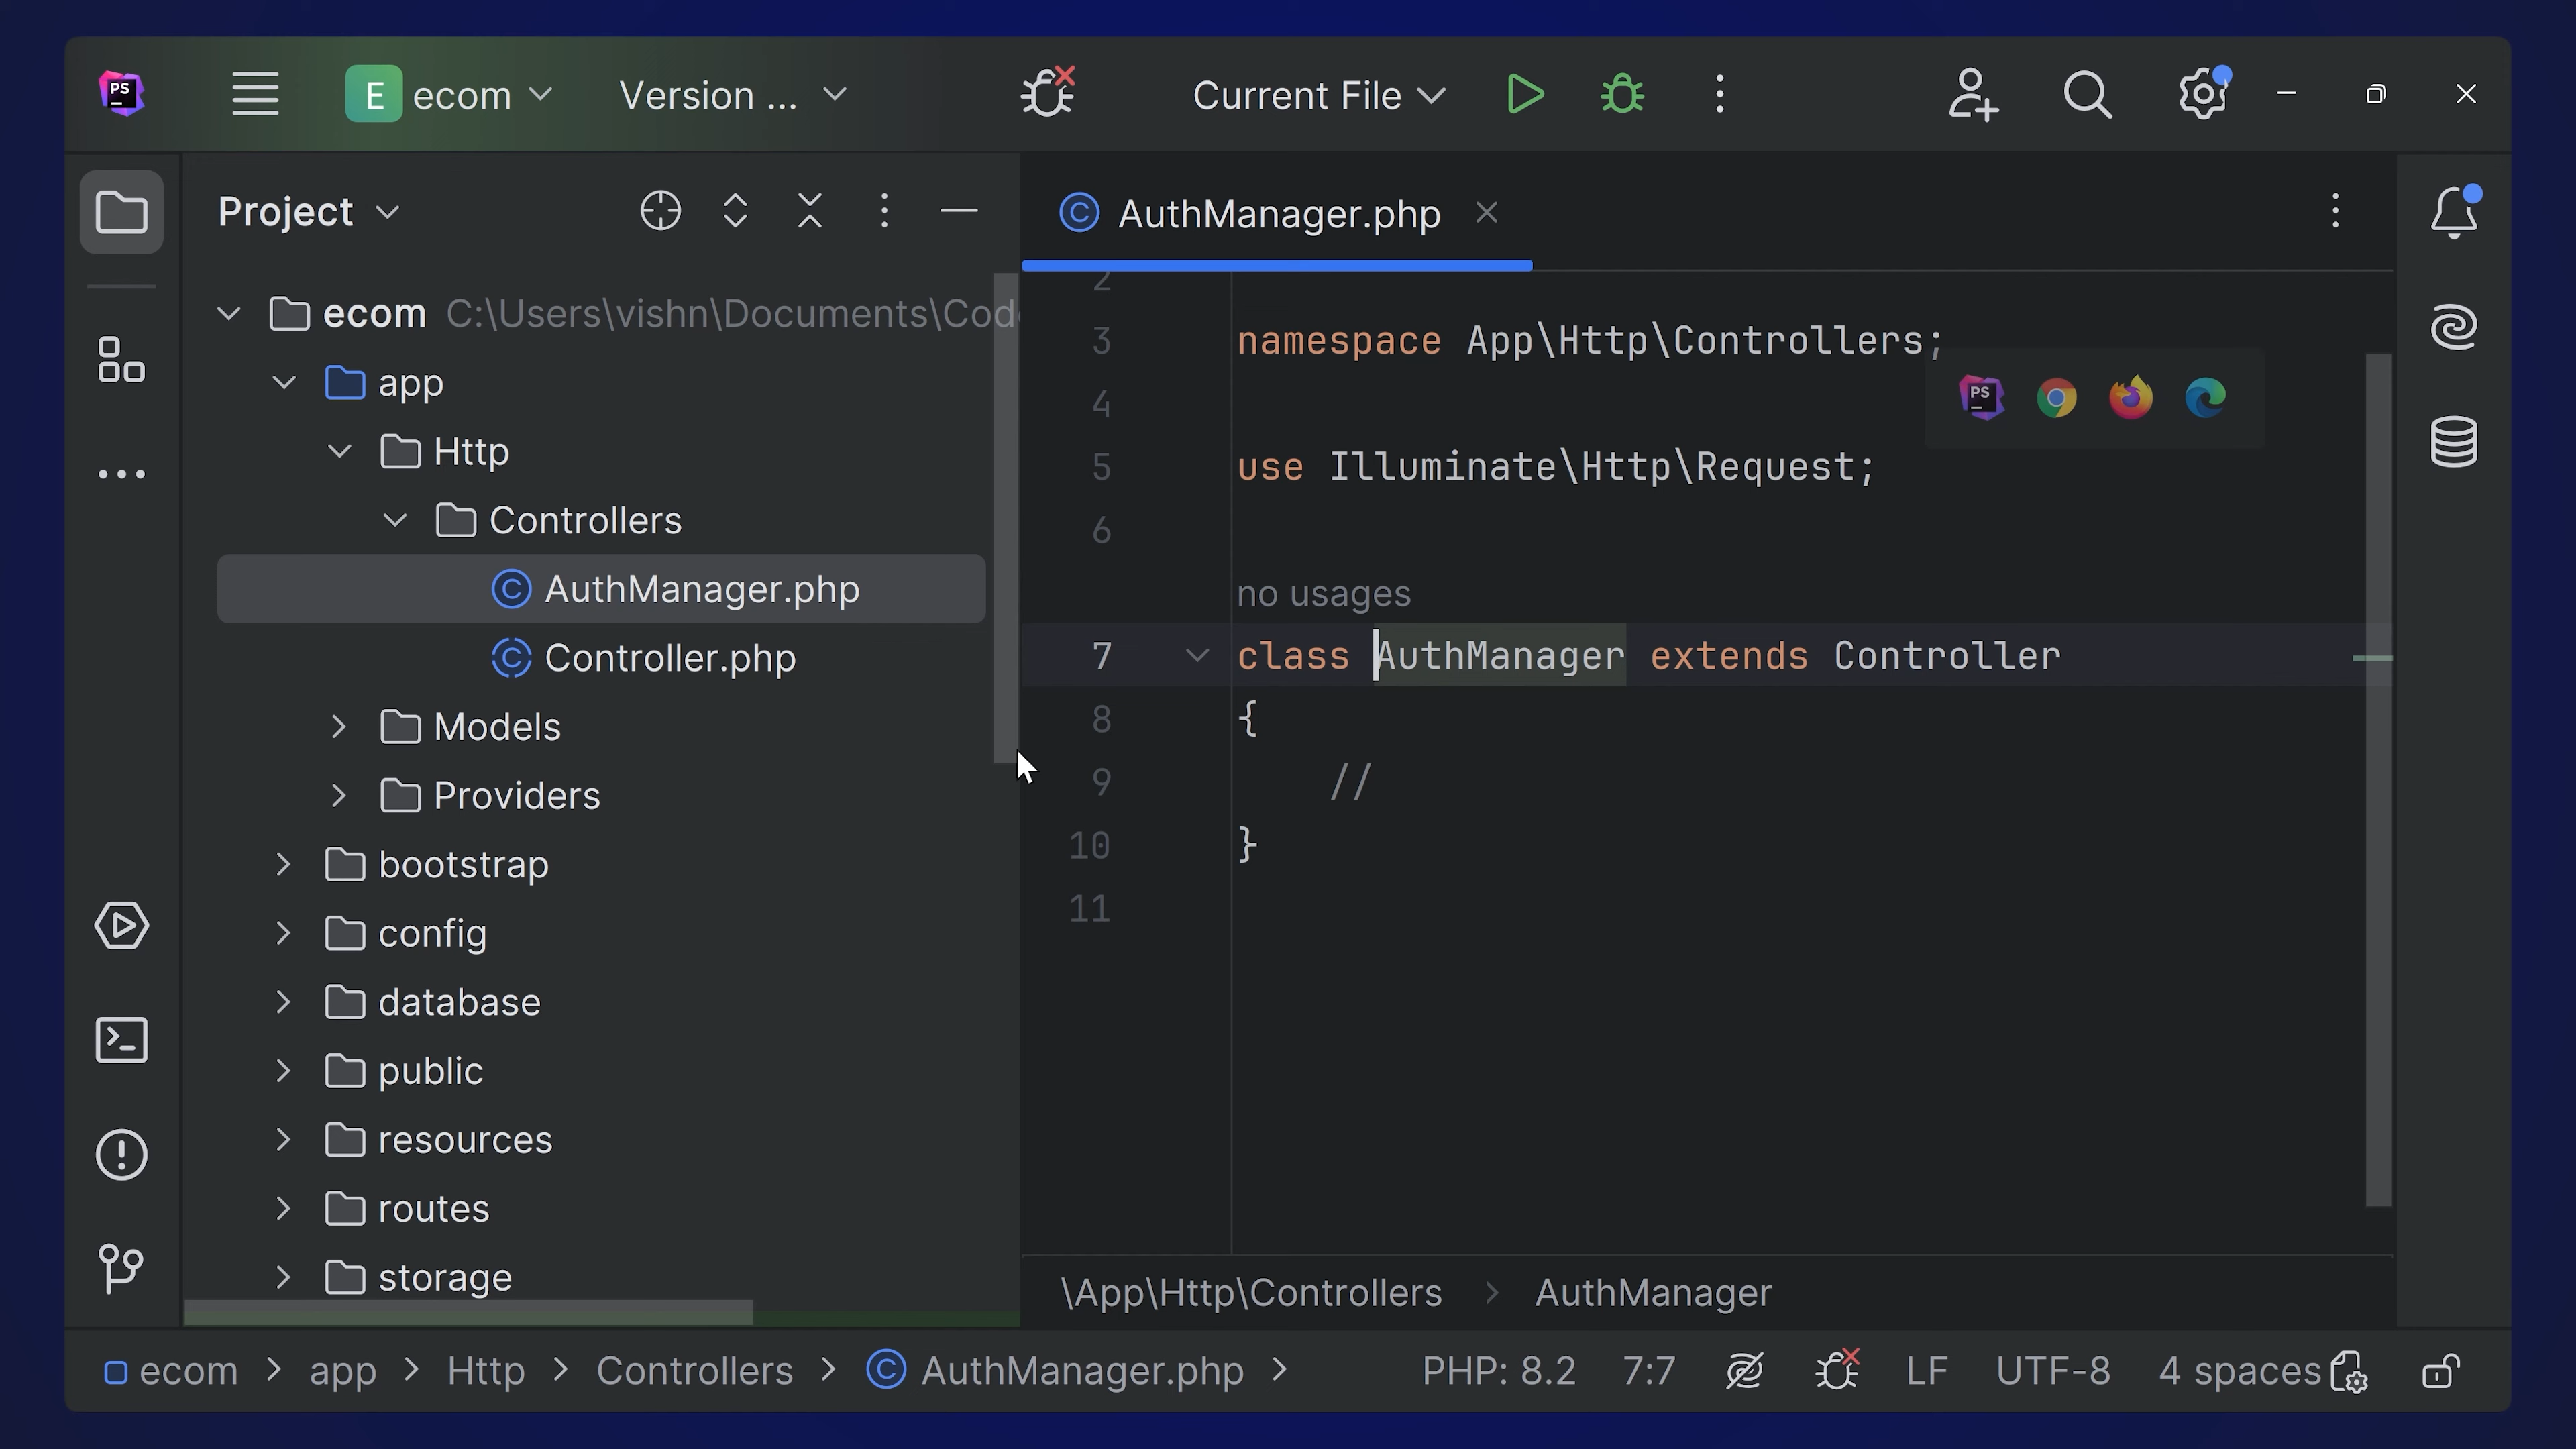 PS
E ecom Version ... Current File
Project
AuthManager.php
ecom C:\Users\vishn\Documents\Cod
app
Http
Controllers
AuthManager.php
Controller.php
Models
Providers
bootstrap
config
database
public
resources
routes
storage
2
3 namespace App\Http\Controllers;
4
PS
5 use Illuminate\Http\Request;
6
no usages
7 class AuthManager extends Controller
8 {
9 //
10 }
11
\App\Http\Controllers > AuthManager
ecom > app > Http > Controllers > AuthManager.php > PHP: 8.2 7:7 LF UTF-8 4 spaces